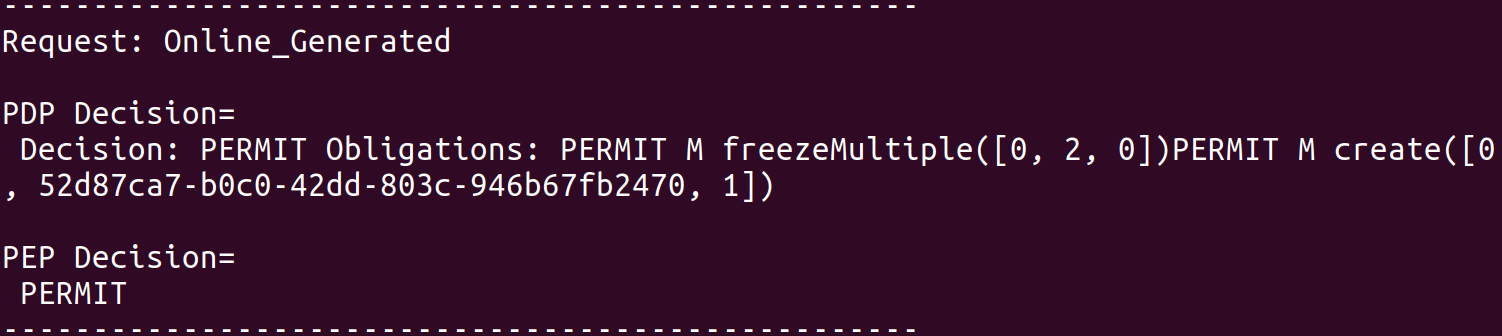 ----------------------------------------------------
Request: Online_Generated
PDP Decision=
Decision: PERMIT Obligations: PERMIT M freezeMultiple([0, 2, 0])PERMIT M create([0
, 52d87ca7-b0c0-42dd-803c-946b67fb2470, 1])
PEP Decision=
PERMIT
----------------------------------------------------